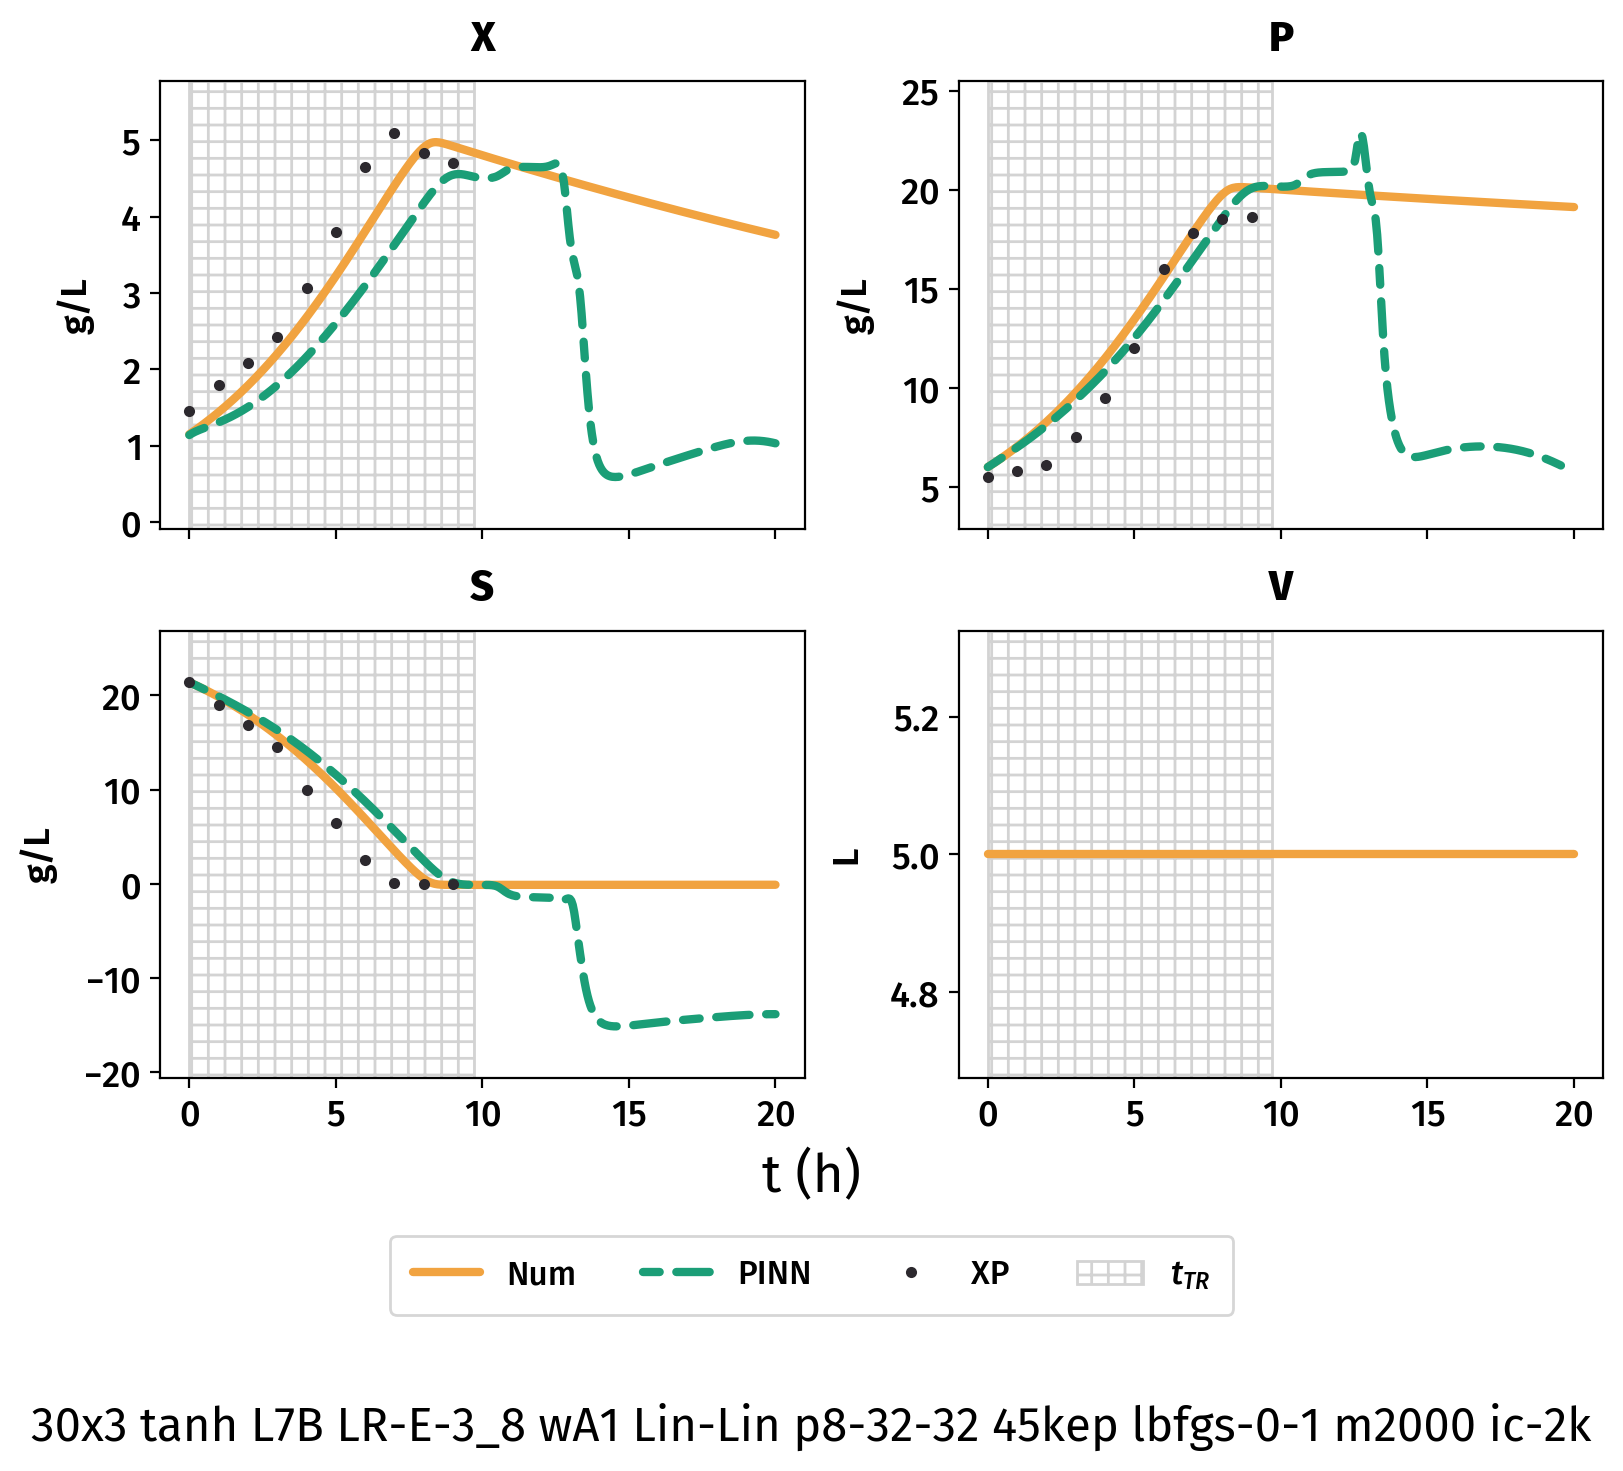 X
P
5
4
3
2
1
0
g/L
25
20
15
10
5
g/L
S
V
20
10
0
−10
−20
g/L
0 5 10 15 20
5.2
5.0
4.8
L
0 5 10 15 20
t (h)
Num PINN XP tTR
30x3 tanh L7B LR-E-3_8 wA1 Lin-Lin p8-32-32 45kep lbfgs-0-1 m2000 ic-2k